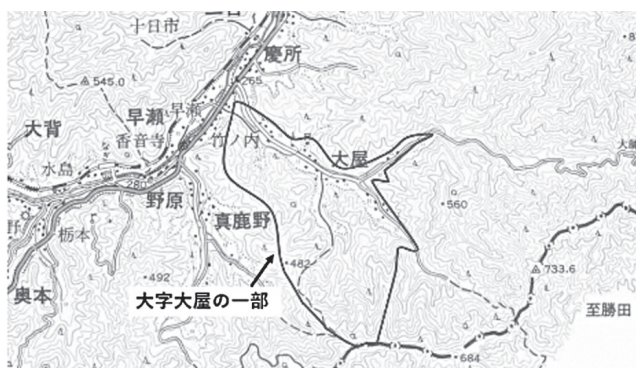 十日市
慶所
545.0
265
早瀬
早瀬
大背
香音寺
竹ノ内
大屋
水島
280
野原
真鹿野
560
栃本
482
733.6
492
奥本
大字大屋の一部
至勝田
684